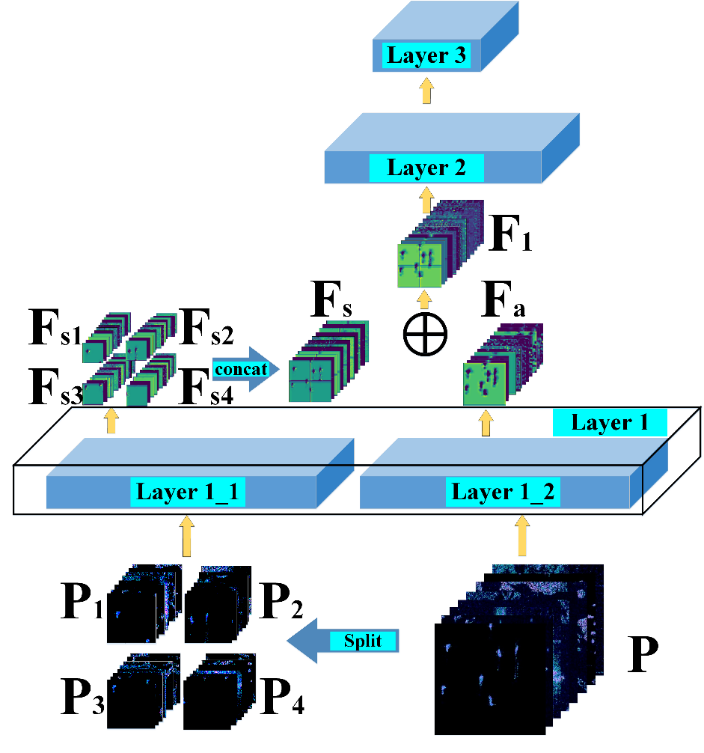 Layer 3
Layer 2
F1
Fs1
Fs2
Fs
Fa
Fs3
Fs4
concat
Layer 1
Layer 1_1
Layer 1_2
P1
P2
Split
P
P3
P4